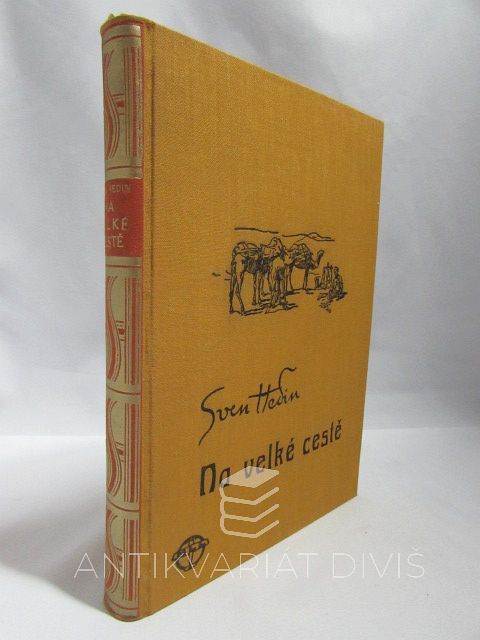 HEDIN
NA
VELKÉ
CESTĚ
Sven Hedin
Na velké cestě
ANTIKVARIÁT DIVIŠ